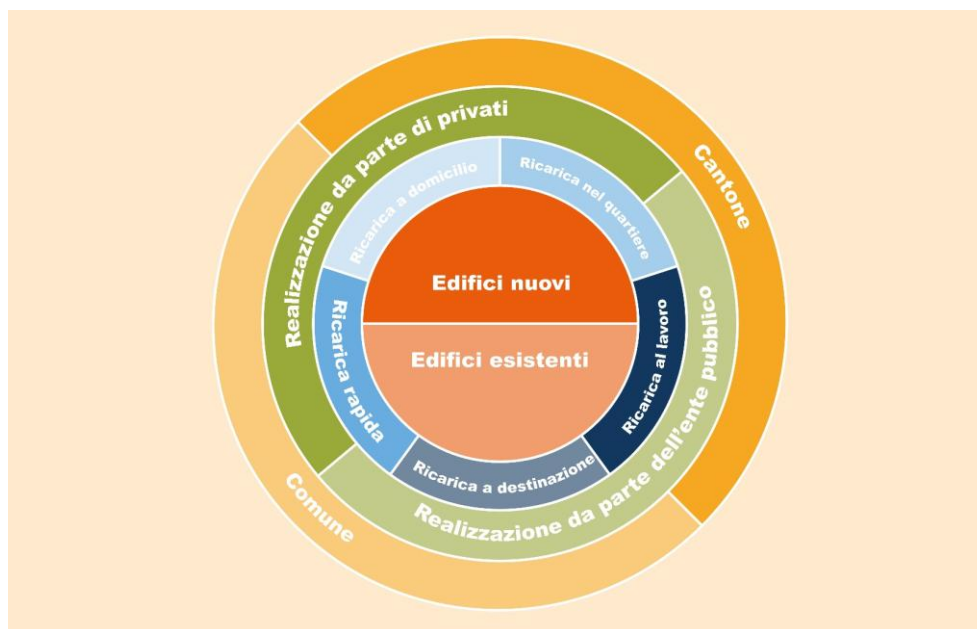 Cantone
Comune
Realizzazione da parte di privati
Realizzazione da parte dell'ente pubblico
Ricarica a domicilio
Ricarica nel quartiere
Ricarica al lavoro
Ricarica a destinazione
Ricarica rapida
Edifici nuovi
Edifici esistenti